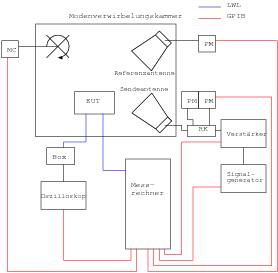 LWL
GPIB
Modenverwirbelungskammer
MC
PM
Referenzantenne
Sendeantenne
EUT
PM PM
RK
Verstärker
Box
Signal-
generator
Mess-
rechner
Oszilloskop